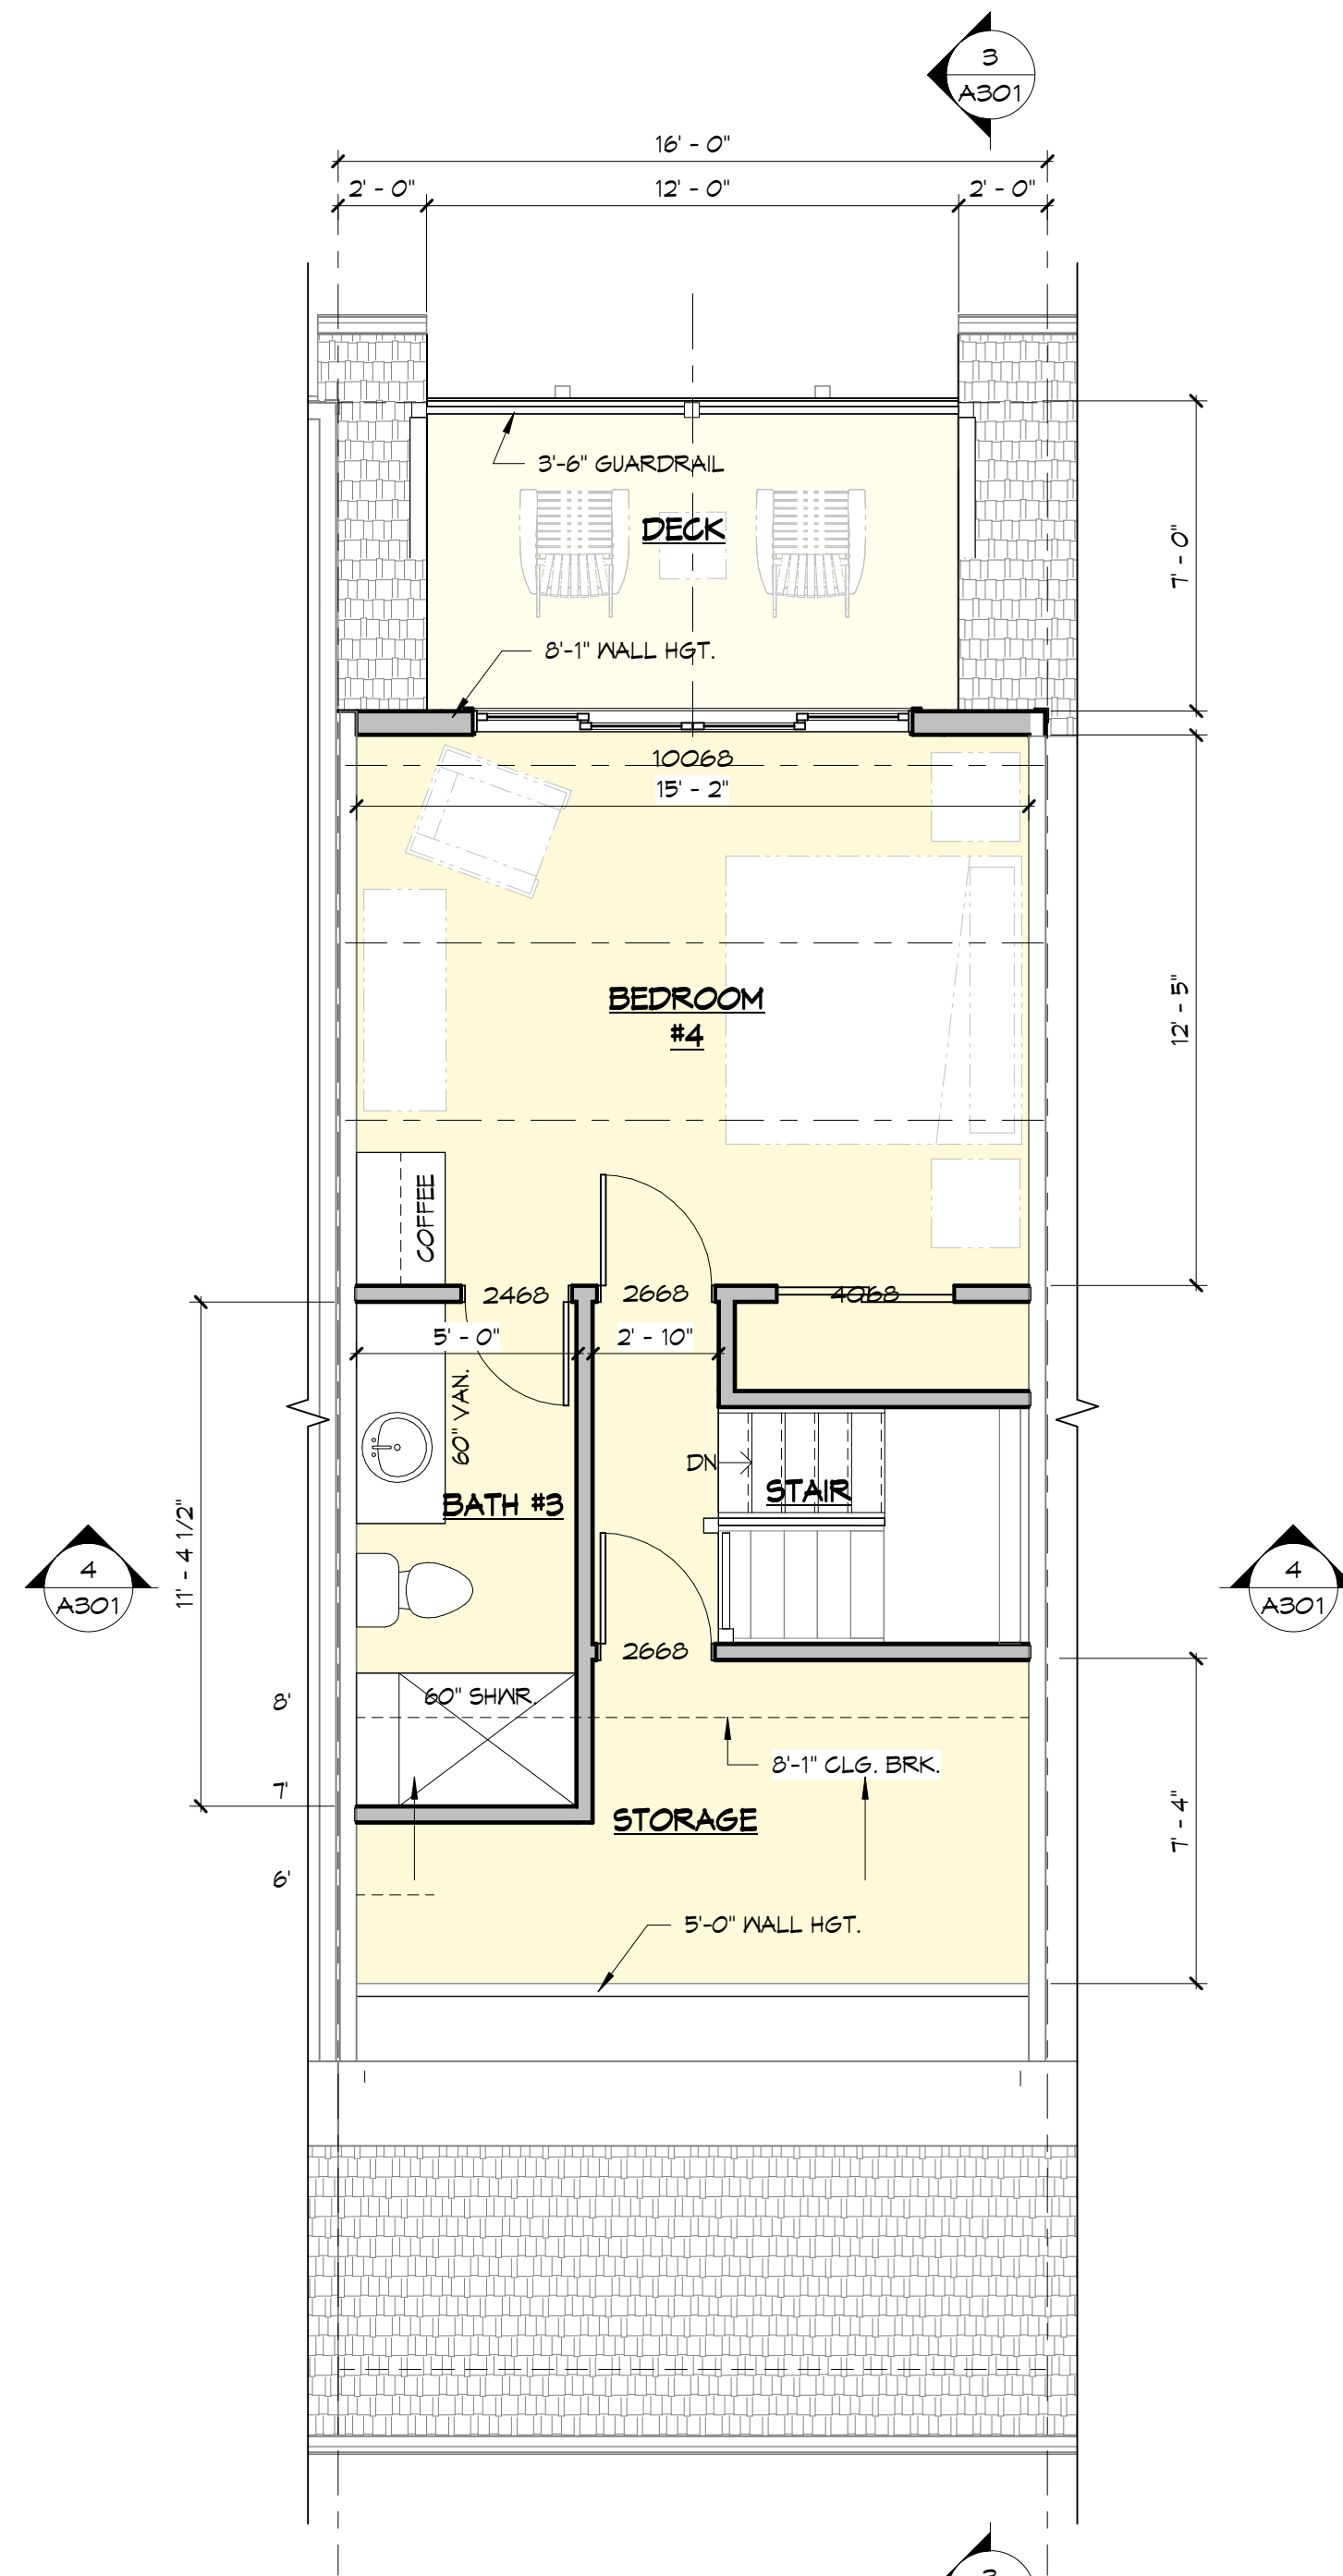 3
A301
16' - 0"
2' - 0"
12' - 0"
2' - 0"
3'-6" GUARDRAIL
DECK
7' - 0"
8'-1" WALL HGT.
10068
15' - 2"
BEDROOM
#4
12' - 5"
COFFEE
2468
2668
4068
5' - 0"
2' - 10"
60" VAN.
DN
STAIR
BATH #3
11' - 4 1/2"
4
A301
4
A301
2668
60" SHWR.
8'
8'-1" CLG. BRK.
7'
STORAGE
7' - 4"
6'
5'-0" WALL HGT.